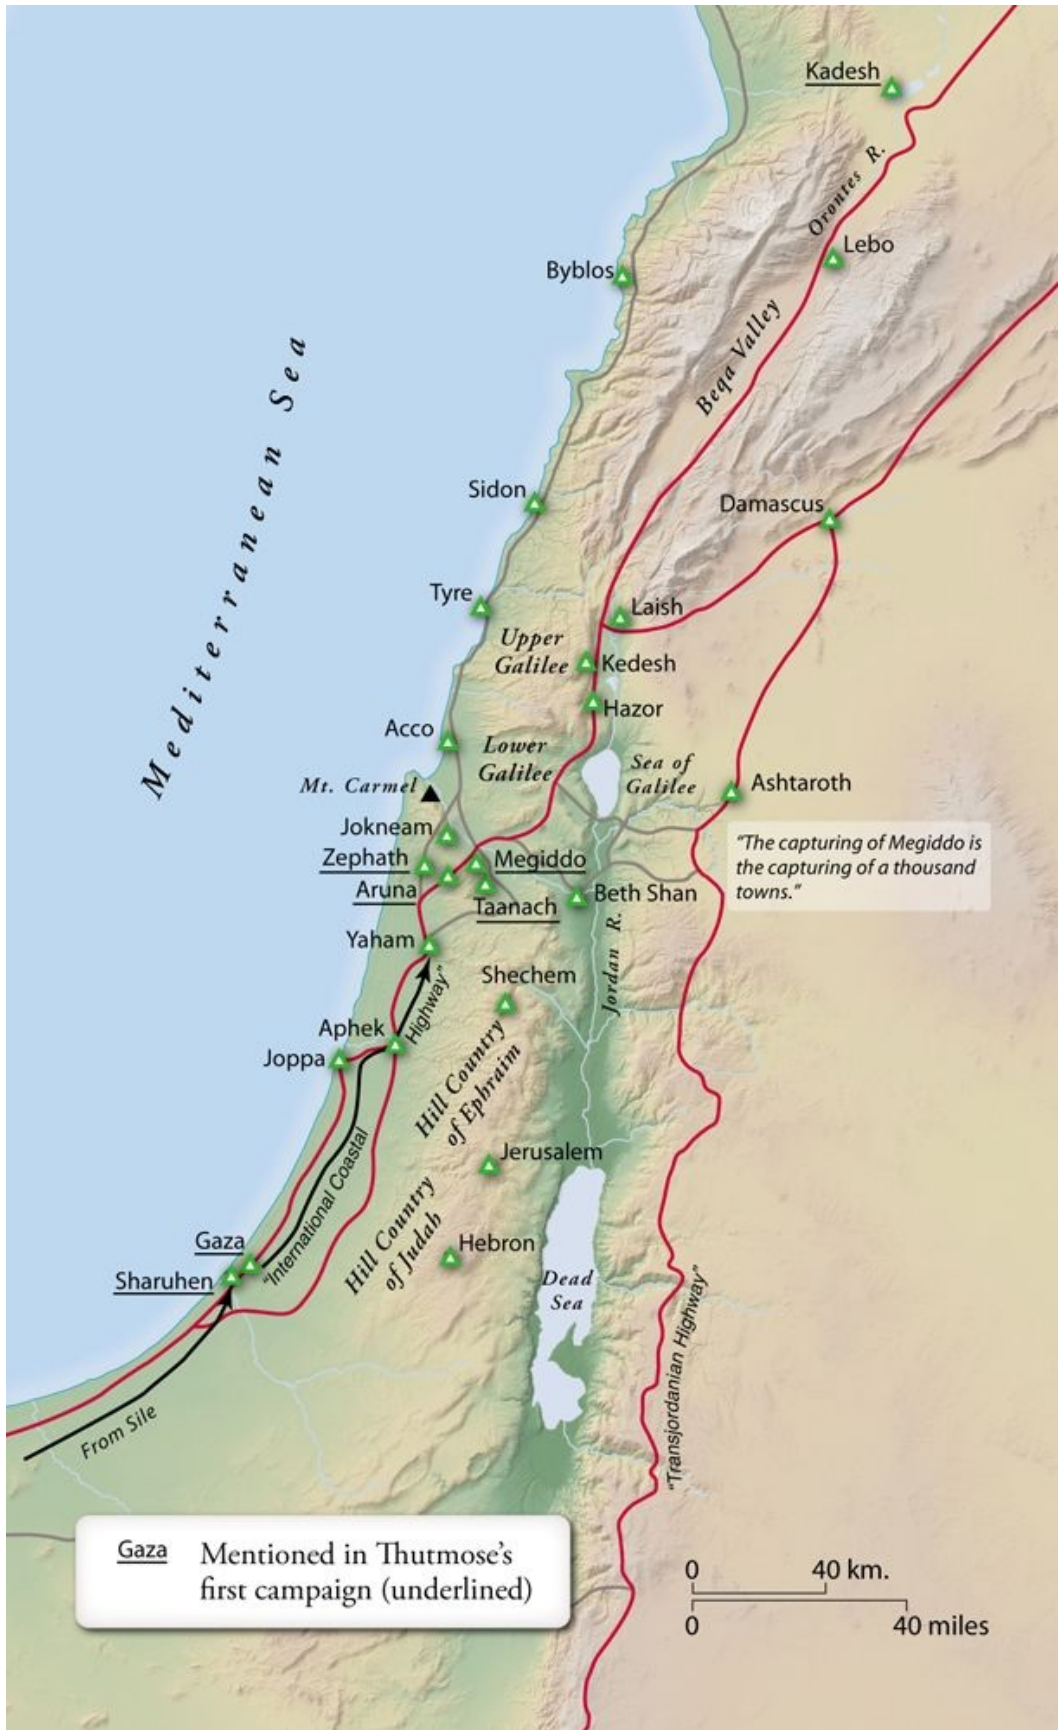 Kadesh
Orontes R.
Lebo
Byblos
Beqa Valley
Mediterranean Sea
Sidon
Damascus
Tyre
Laish
Upper
Galilee
Kedesh
Hazor
Acco
Lower
Galilee
Sea of
Galilee
Mt. Carmel
Ashtaroth
Jokneam
"The capturing of Megiddo is
the capturing of a thousand
towns."
Zephath
Megiddo
Aruna
Taanach
Beth Shan
Yaham
Jordan R.
Shechem
Aphek
Highway"
Joppa
Hill Country
of Ephraim
Jerusalem
"International Coastal
Hill Country
of Judah
Gaza
Hebron
Sharuhen
Dead
Sea
"Transjordanian Highway"
From Sile
Gaza Mentioned in Thutmose's
first campaign (underlined)
0 40 km.
0 40 miles